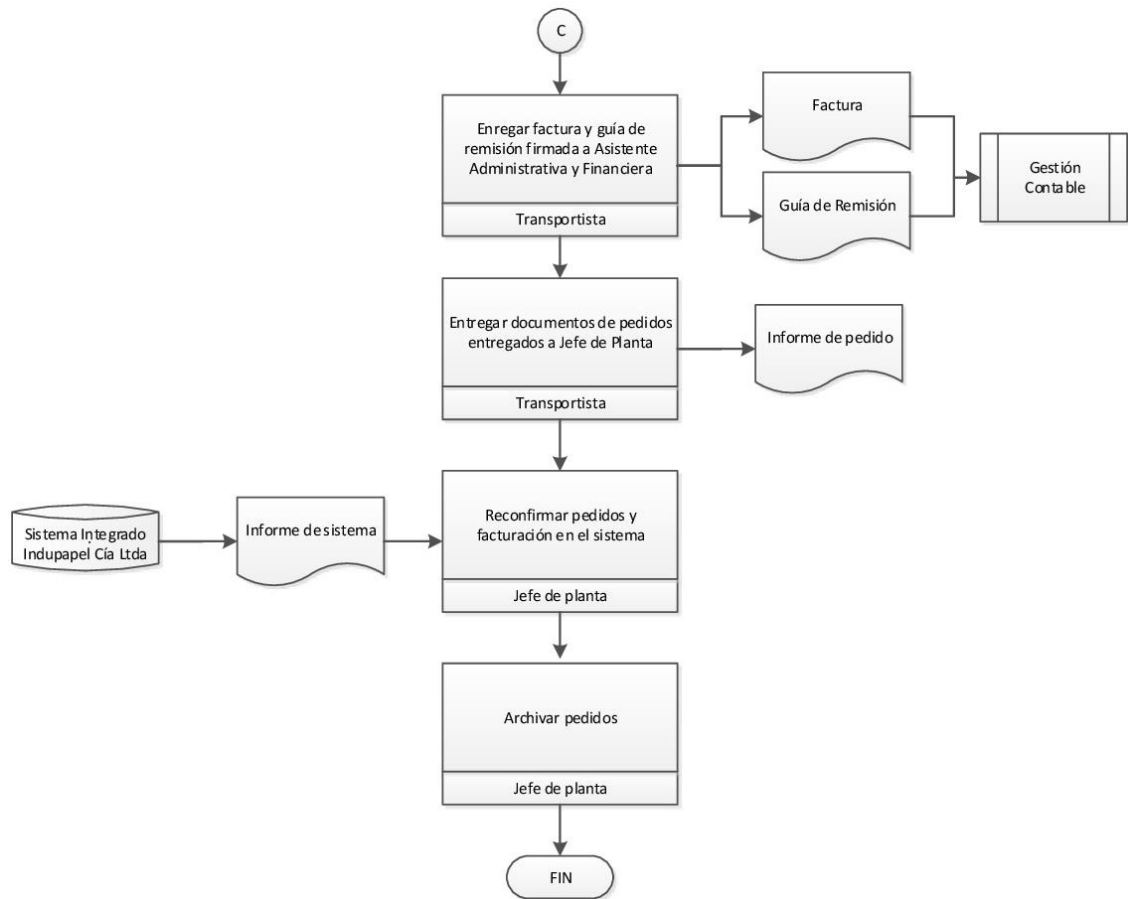 C
Enregar factura y guía de
remisión firmada a Asistente
Administrativa y Financiera
Transportista
Factura
Guía de Remisión
Gestión
Contable
Entregar documentos de pedidos
entregados a Jefe de Planta
Transportista
Informe de pedido
Sistema Integrado
Indupapel Cía Ltda
Informe de sistema
Reconfirmar pedidos y
facturación en el sistema
Jefe de planta
Archivar pedidos
Jefe de planta
FIN